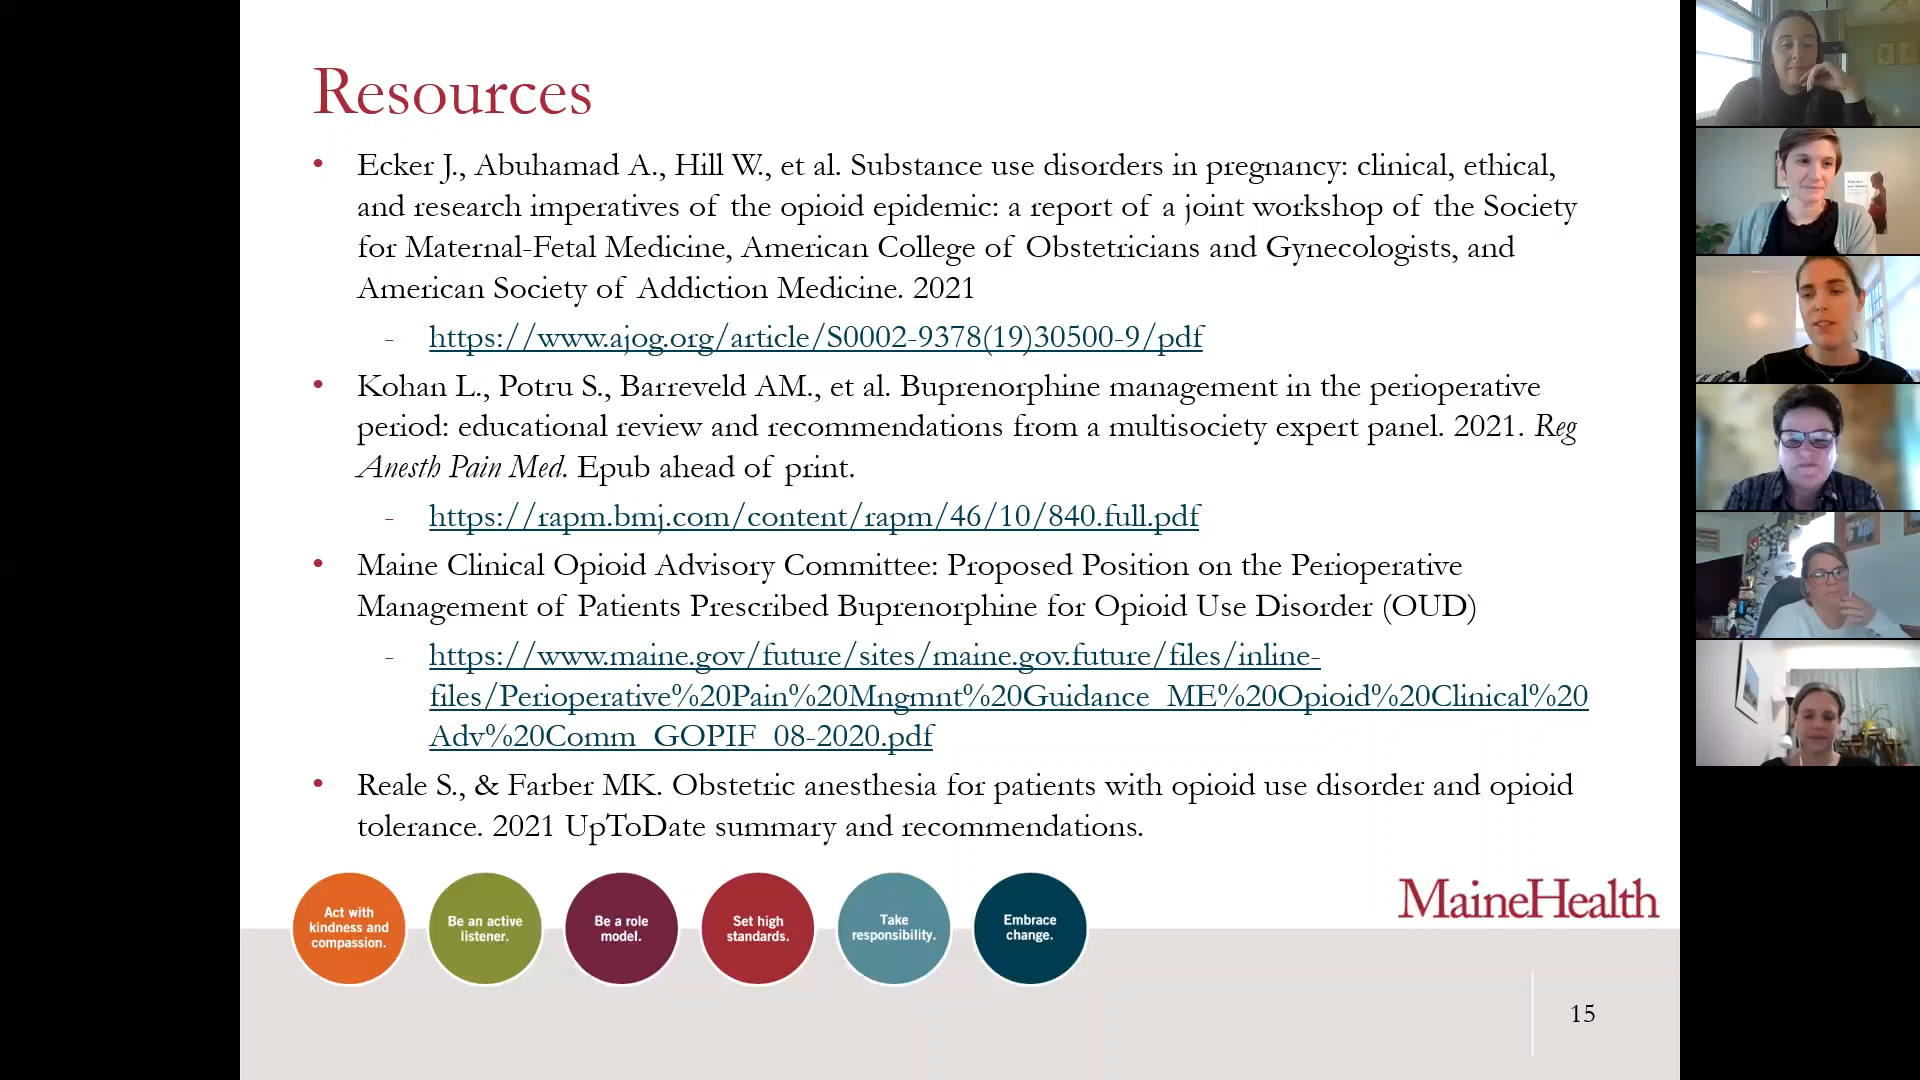 Resources
• Ecker J., Abuhamad A., Hill W., et al. Substance use disorders in pregnancy: clinical, ethical,
and research imperatives of the opioid epidemic: a report of a joint workshop of the Society
for Maternal-Fetal Medicine, American College of Obstetricians and Gynecologists, and
American Society of Addiction Medicine. 2021
- https://www.ajog.org/article/S0002-9378(19)30500-9/pdf
• Kohan L., Potru S., Barreveld AM., et al. Buprenorphine management in the perioperative
period: educational review and recommendations from a multisociety expert panel. 2021. Reg
Anesth Pain Med. Epub ahead of print.
- https://rapm.bmj.com/content/rapm/46/10/840.full.pdf
• Maine Clinical Opioid Advisory Committee: Proposed Position on the Perioperative
Management of Patients Prescribed Buprenorphine for Opioid Use Disorder (OUD)
- https://www.maine.gov/future/sites/maine.gov.future/files/inline-
files/Perioperative%20Pain%20Mngmnt%20Guidance_ME%20Opioid%20Clinical%20
Adv%20Comm_GOPIF_08-2020.pdf
• Reale S., & Farber MK. Obstetric anesthesia for patients with opioid use disorder and opioid
tolerance. 2021 UpToDate summary and recommendations.
Act with
kindness and
compassion.
Be an active
listener.
Be a role
model.
Set high
standards.
Take
responsibility.
Embrace
change.
MaineHealth
15